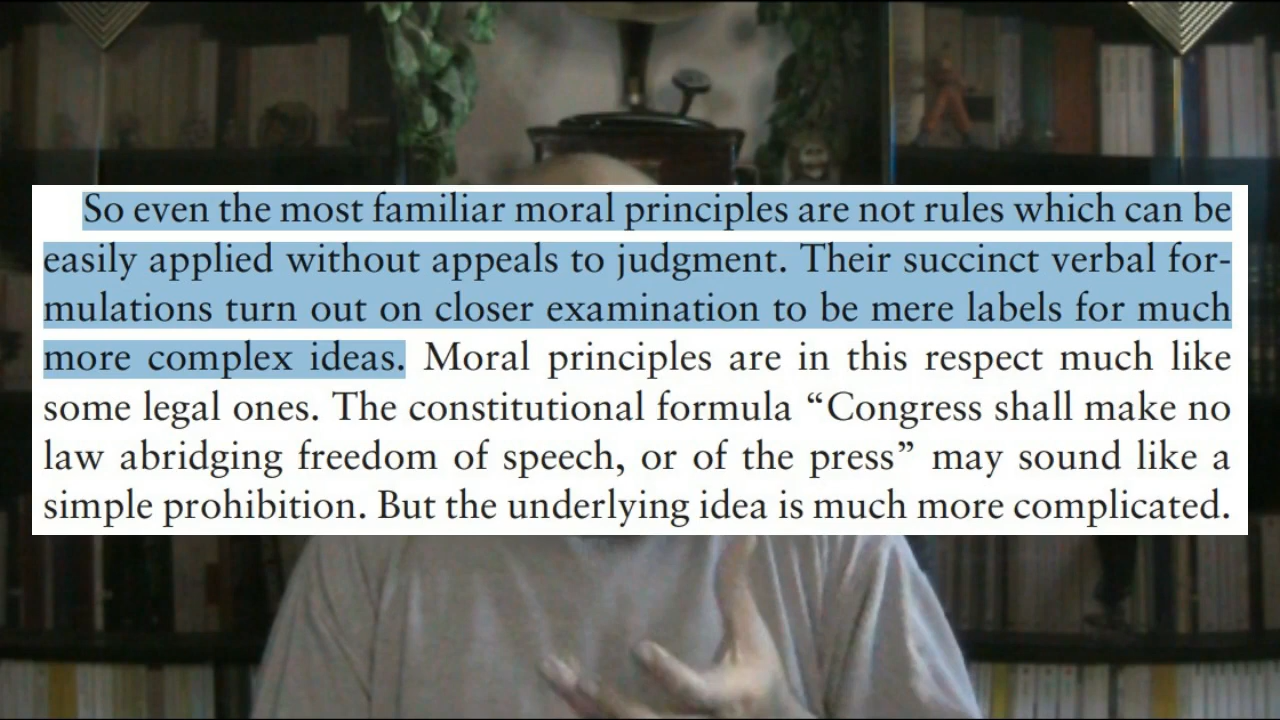 So even the most familiar moral principles are not rules which can be
easily applied without appeals to judgment. Their succinct verbal for-
mulations turn out on closer examination to be mere labels for much
more complex ideas. Moral principles are in this respect much like
some legal ones. The constitutional formula “Congress shall make no
law abridging freedom of speech, or of the press” may sound like a
simple prohibition. But the underlying idea is much more complicated.